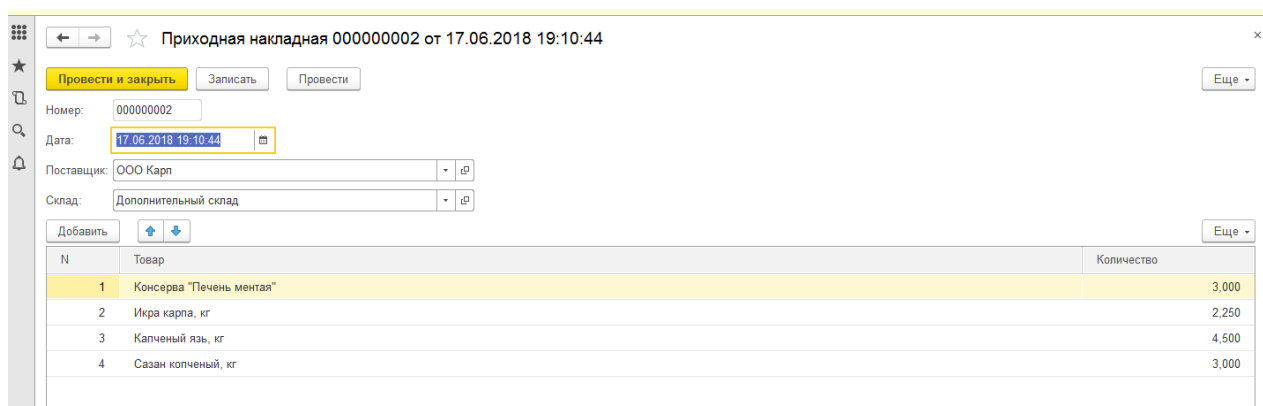 Приходная накладная 000000002 от 17.06.2018 19:10:44
Провести и закрыть Записать Провести Еще
Номер: 000000002
Дата: 17.06.2018 19:10:44
Поставщик: ООО Карп
Склад: Дополнительный склад
Добавить Еще
N Товар Количество
1 Консерва "Печень ментая" 3,000
2 Икра карпа, кг 2,250
3 Капченый язь, кг 4,500
4 Сазан копченый, кг 3,000